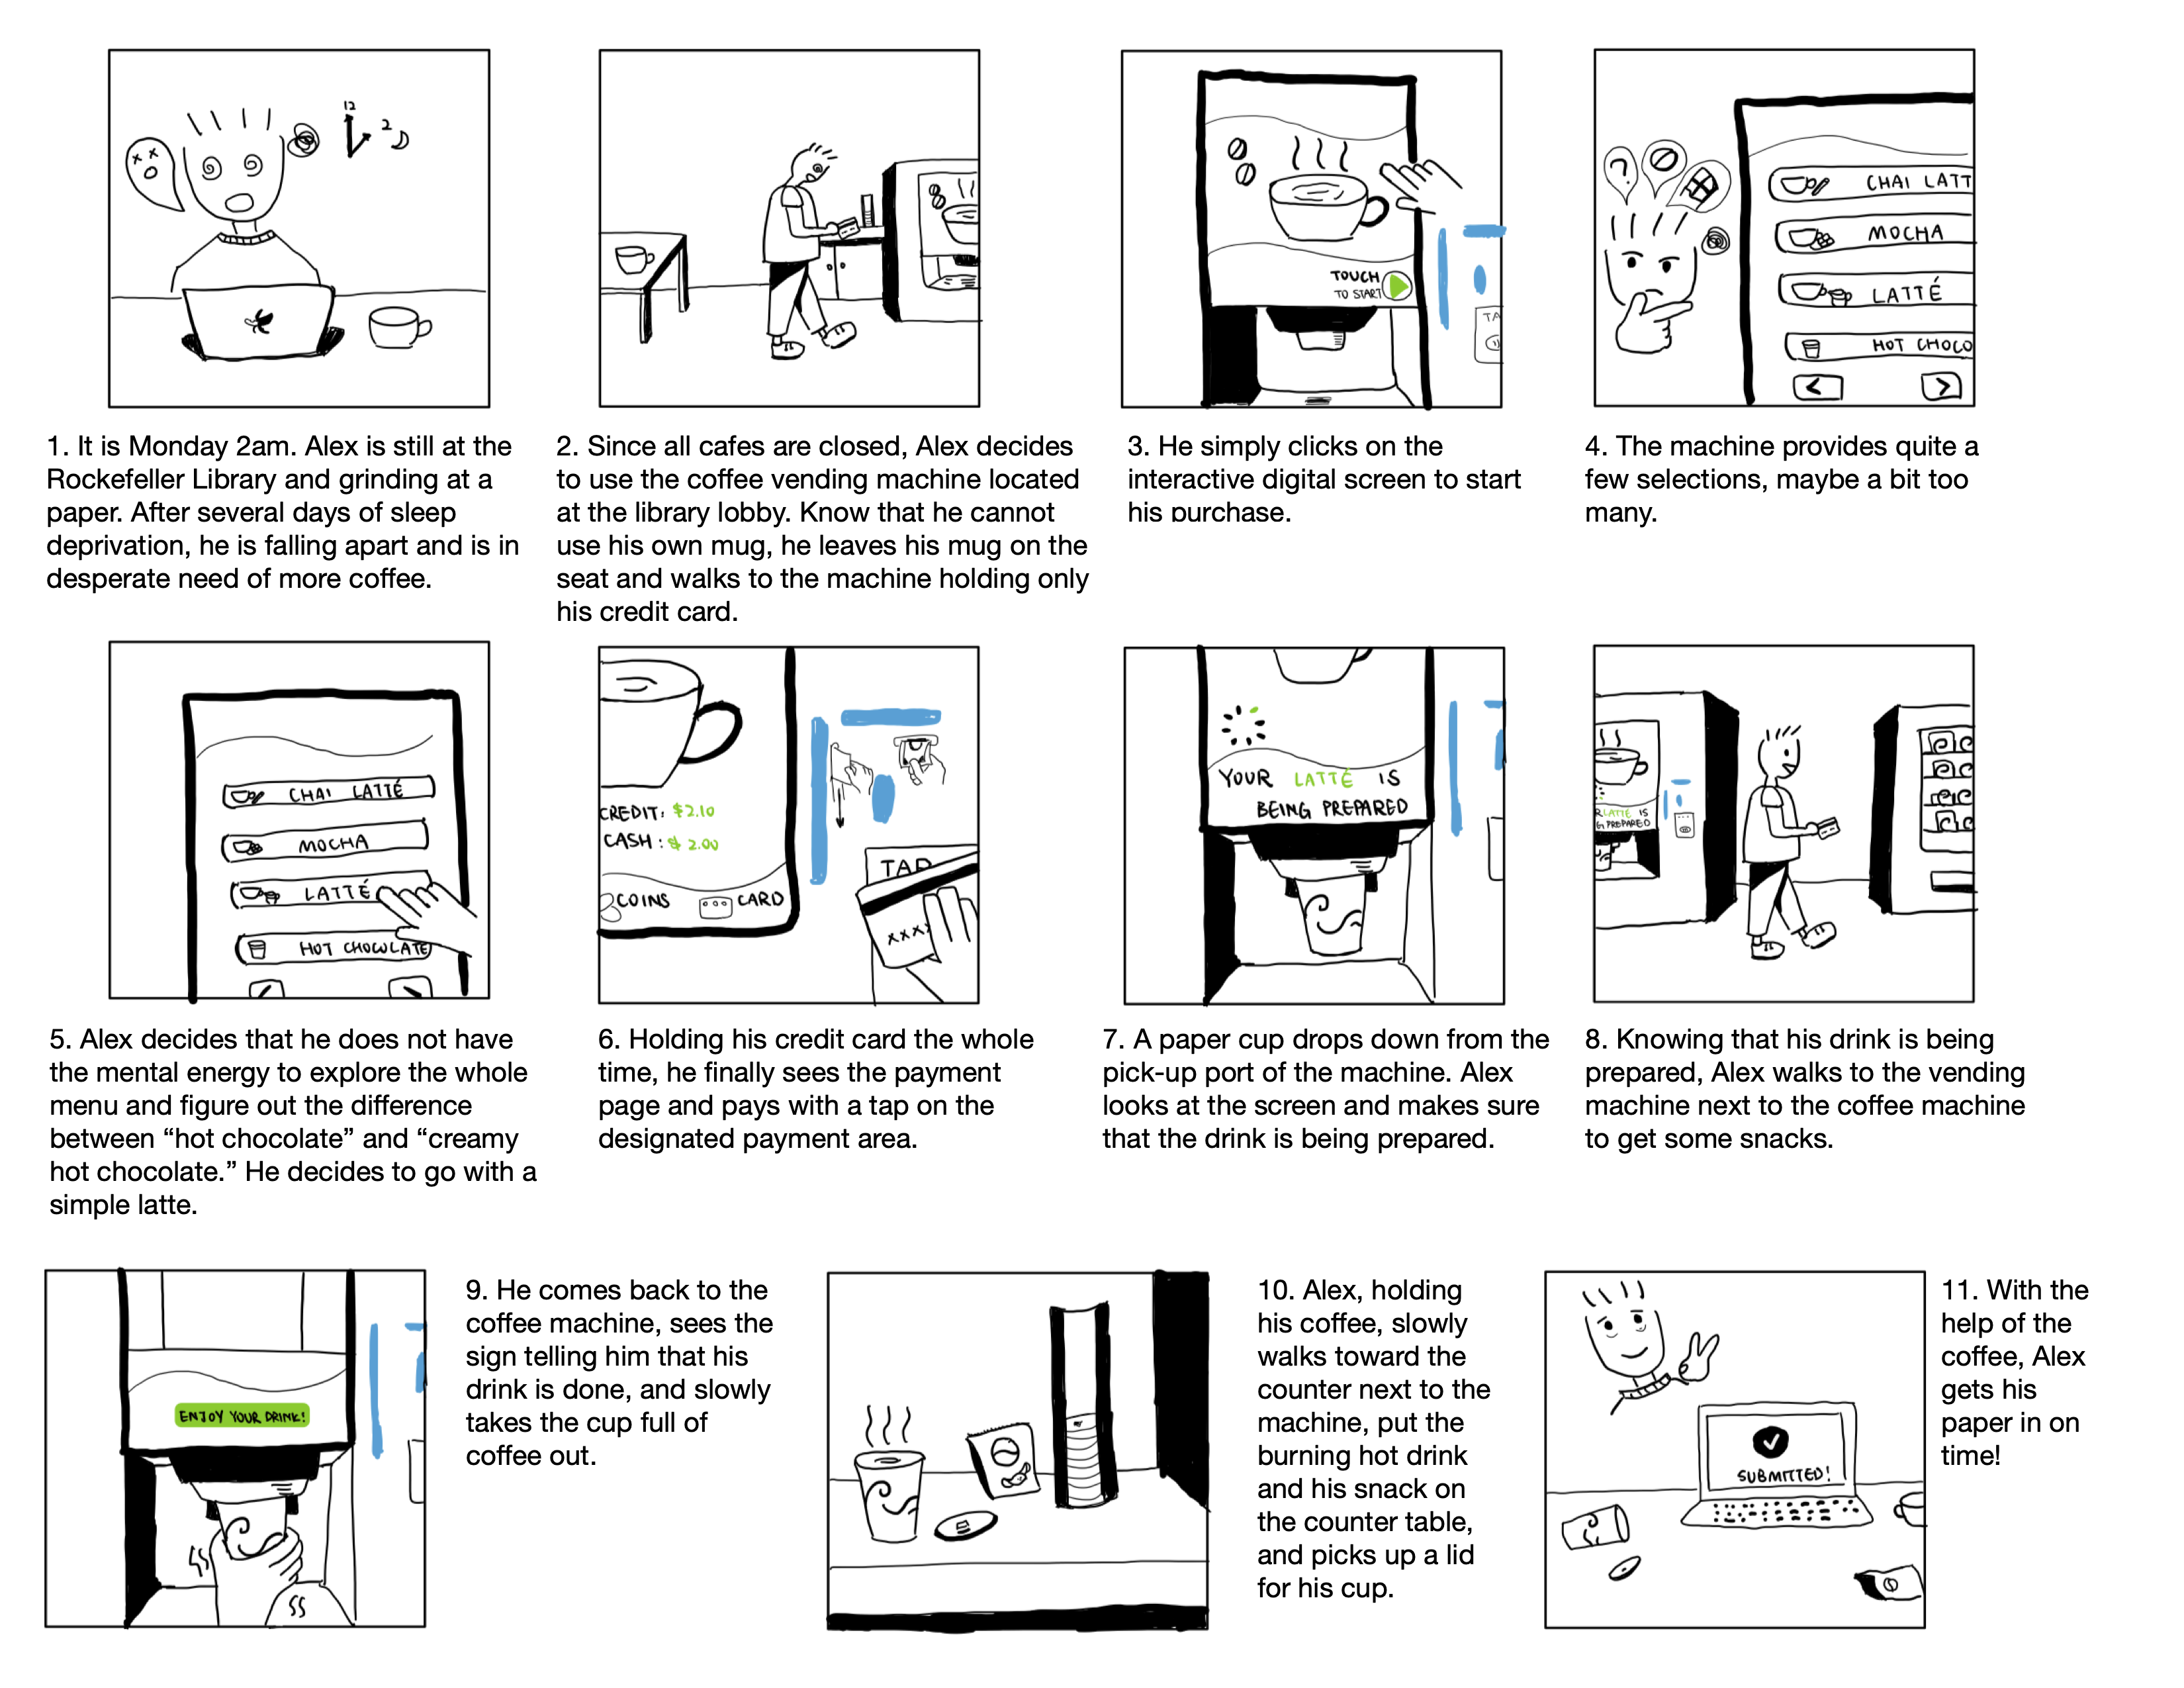 12
2
TOUCH
TO START
TA
CHAI LATT
MOCHA
LATTÉ
HOT CHOCO
<
>
1. It is Monday 2am. Alex is still at the
Rockefeller Library and grinding at a
paper. After several days of sleep
deprivation, he is falling apart and is in
desperate need of more coffee.
2. Since all cafes are closed, Alex decides
to use the coffee vending machine located
at the library lobby. Know that he cannot
use his own mug, he leaves his mug on the
seat and walks to the machine holding only
his credit card.
3. He simply clicks on the
interactive digital screen to start
his purchase.
4. The machine provides quite a
few selections, maybe a bit too
many.
CHAI LATTÉ
MOCHA
LATTÉ
HOT CHOCOLATE
CREDIT: $2.10
CASH: $2.00
COINS
CARD
TAP
XXXX
YOUR LATTÉ IS
BEING PREPARED
R LATTÉ IS
G PREPARED
5. Alex decides that he does not have
the mental energy to explore the whole
menu and figure out the difference
between “hot chocolate” and “creamy
hot chocolate.” He decides to go with a
simple latte.
6. Holding his credit card the whole
time, he finally sees the payment
page and pays with a tap on the
designated payment area.
7. A paper cup drops down from the
pick-up port of the machine. Alex
looks at the screen and makes sure
that the drink is being prepared.
8. Knowing that his drink is being
prepared, Alex walks to the vending
machine next to the coffee machine
to get some snacks.
ENJOY YOUR DRINK!
9. He comes back to the
coffee machine, sees the
sign telling him that his
drink is done, and slowly
takes the cup full of
coffee out.
10. Alex, holding
his coffee, slowly
walks toward the
counter next to the
machine, put the
burning hot drink
and his snack on
the counter table,
and picks up a lid
for his cup.
SUBMITTED!
11. With the
help of the
coffee, Alex
gets his
paper in on
time!